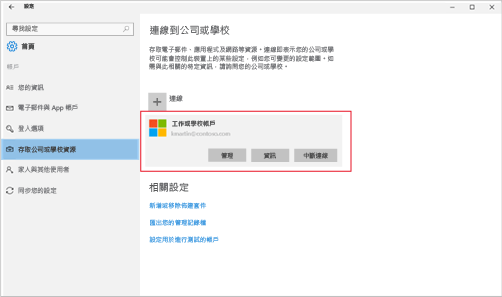 設定
尋找設定
首頁
帳戶
您的資訊
電子郵件與 App 帳戶
登入選項
存取公司或學校資源
家人與其他使用者
同步您的設定
連線到公司或學校
存取電子郵件、應用程式及網路等資源。連線即表示您的公司或學
校可能會控制此裝置上的某些設定，例如您可變更的設定範圍。如
需與此相關的特定資訊，請詢問您的公司或學校。
連線
工作或學校帳戶
管理
資訊
中斷連線
相關設定
新增或移除佈建套件
匯出您的管理記錄檔
設定用於進行測試的帳戶